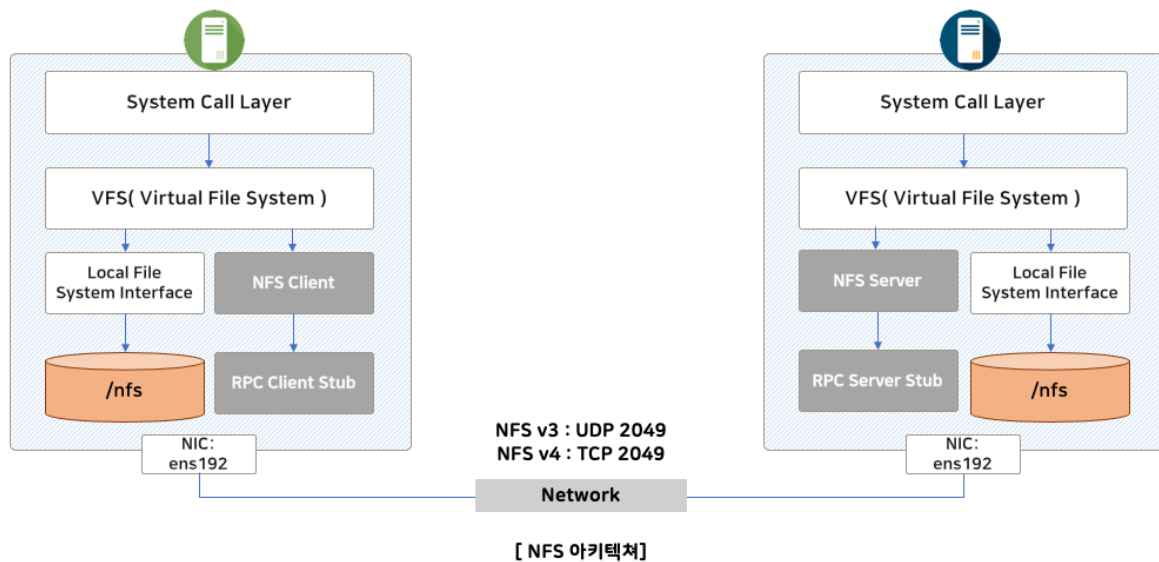 System Call Layer
VFS( Virtual File System )
Local File
System Interface
NFS Client
/nfs
RPC Client Stub
NIC:
ens192
System Call Layer
VFS( Virtual File System )
NFS Server
Local File
System Interface
RPC Server Stub
/nfs
NIC:
ens192
NFS v3 : UDP 2049
NFS v4 : TCP 2049
Network
[ NFS 아키텍쳐]